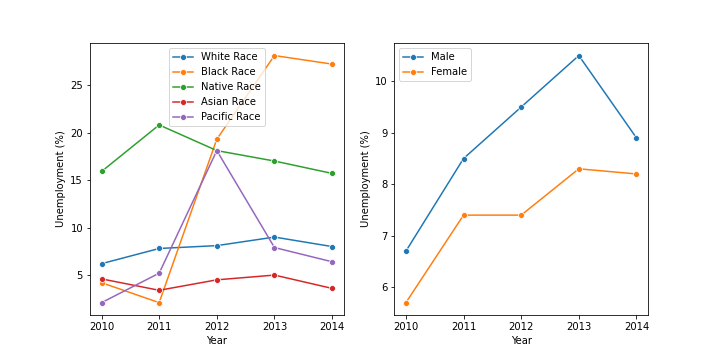 White Race
Black Race
Native Race
Asian Race
Pacific Race
25
20
15
10
5
Unemployment (%)
2010 2011 2012 2013 2014
Year
Male
Female
10
9
8
7
6
Unemployment (%)
2010 2011 2012 2013 2014
Year